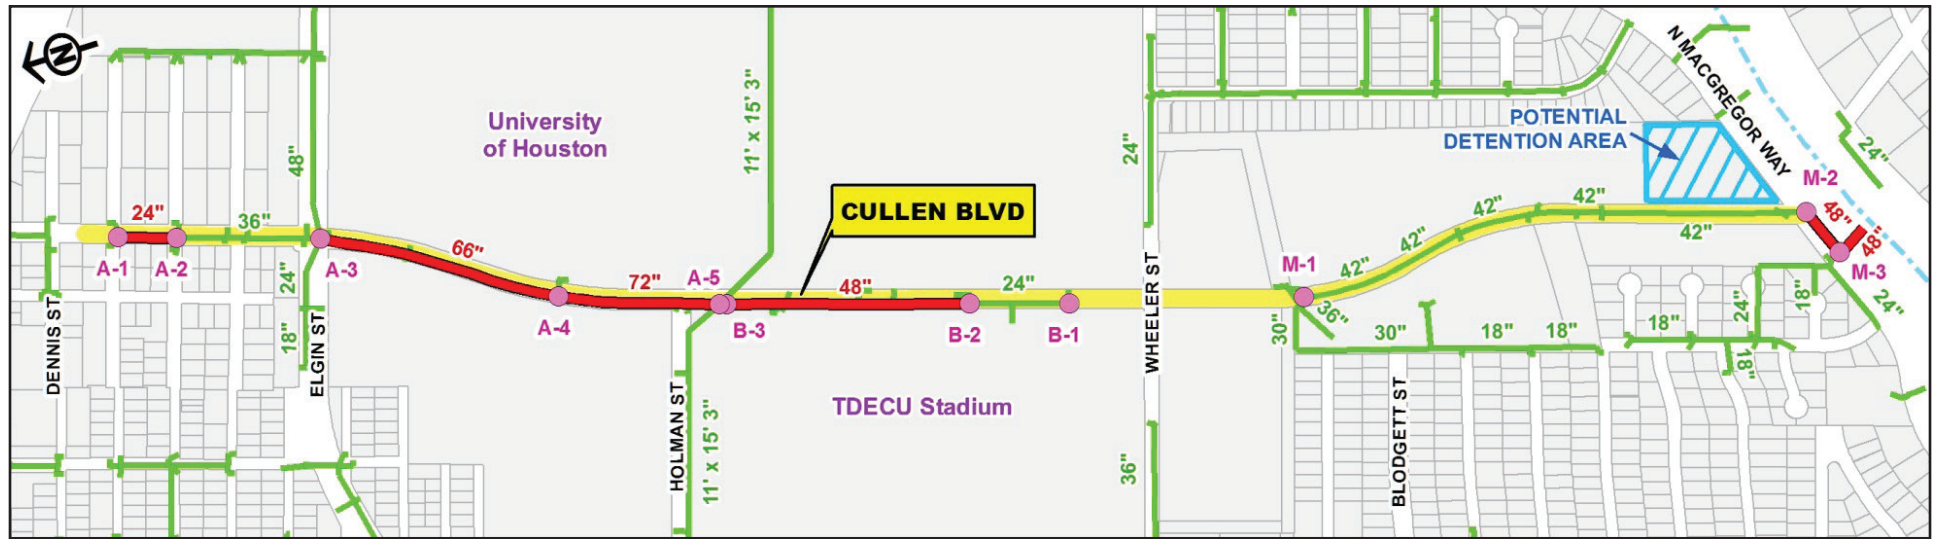 N
University
of Houston
48"
11' x 15' 3"
24"
N MACGREGOR WAY
POTENTIAL
DETENTION AREA
24"
M-2
CULLEN BLVD
24"
36"
A-1
A-2
A-3
66"
A-4
72"
A-5
B-3
48"
B-2
24"
B-1
M-1
42"
42"
42"
42"
42"
48"
48"
M-3
24"
18"
DENNIS ST
ELGIN ST
HOLMAN ST
11' x 15' 3"
TDECU Stadium
WHEELER ST
36"
30"
36"
30"
18"
18"
BLODGETT ST
18"
18"
24"
18"
24"